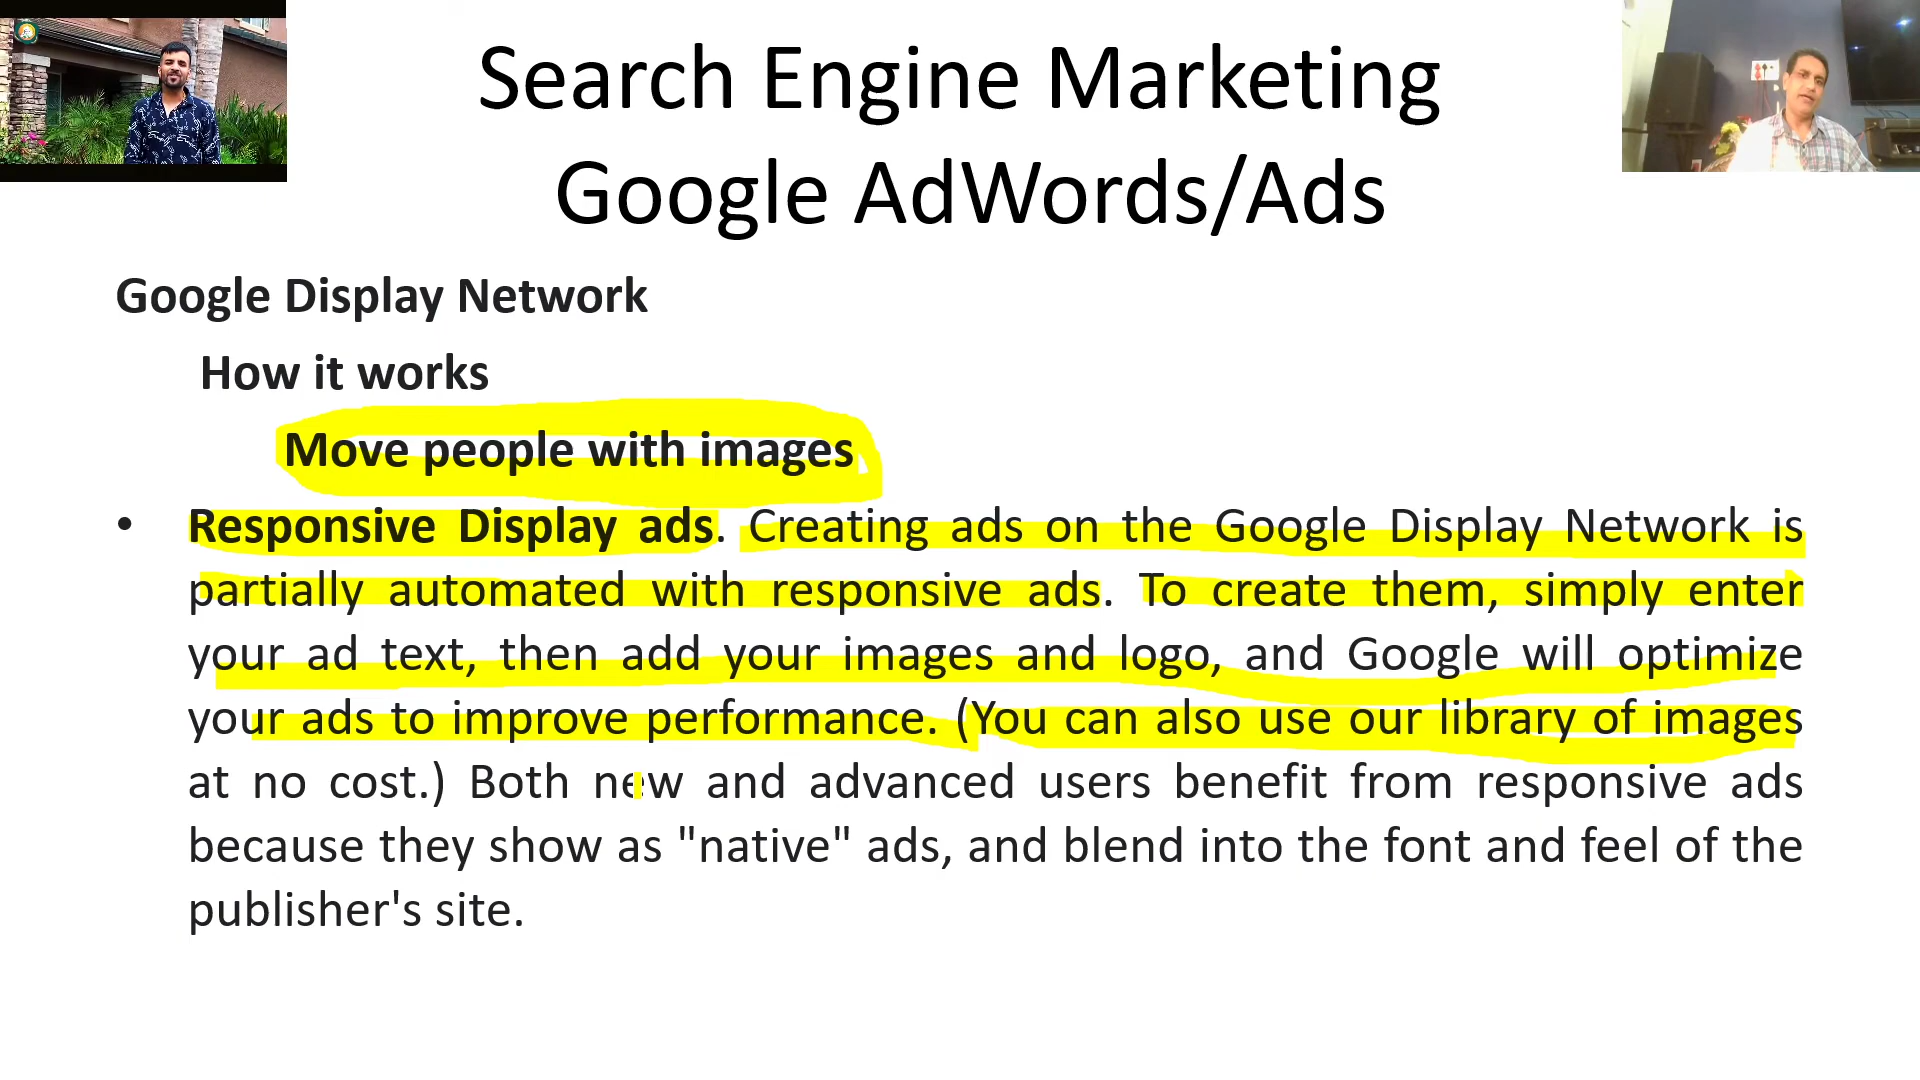 Search Engine Marketing
Google AdWords/Ads
Google Display Network
How it works
Move people with images
• Responsive Display ads. Creating ads on the Google Display Network is
partially automated with responsive ads. To create them, simply enter
your ad text, then add your images and logo, and Google will optimize
your ads to improve performance. (You can also use our library of images
at no cost.) Both new and advanced users benefit from responsive ads
because they show as "native" ads, and blend into the font and feel of the
publisher's site.